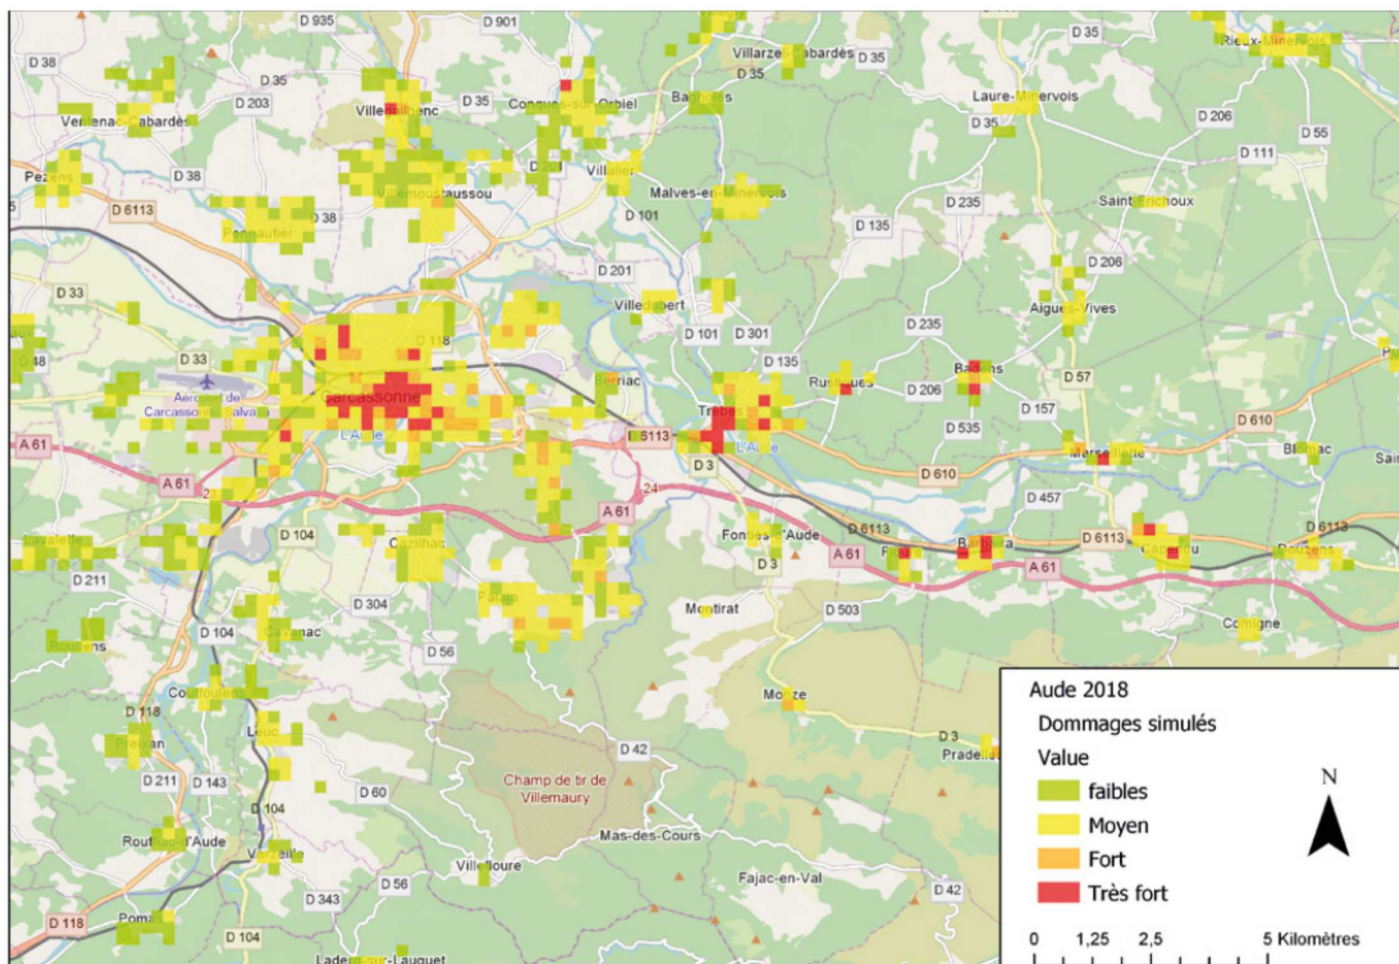 D 935
D 901
D 35
Villarzel-Cabardès
D 35
Rieux-Minervois
D 38
D 35
D 203
Villegailhenc
D 35
Conques-sur-Orbiel
Bagnoles
D 35
Laure-Minervois
D 35
D 206
D 55
Ventenac-Cabardès
D 111
Pezens
D 38
Villemoustaussou
Villalier
Malves-en-Minervois
D 6113
D 38
D 101
D 235
Saint-Frichoux
Pennautier
D 135
D 201
D 206
D 33
Villedubert
Aigues-Vives
D 48
D 33
D 118
D 101
D 301
D 235
D 135
Aéroport de
Carcassonne-Salvaza
Carcassonne
Berriac
Rustiques
D 206
Badens
D 57
Trèbes
D 157
D 610
L'Aude
L'Aude
A 61
D 6113
D 535
Marseillette
Blomac
D 3
D 610
A 61
23
24
D 457
A 61
D 104
Fontiès-d'Aude
D 6113
D 6113
D 6113
Lavalette
Cazilhac
A 61
Floure
Barbaira
Capendu
Douzens
D 3
A 61
D 211
Palaja
D 304
Montirat
D 503
Comigne
D 104
Cavanac
Roullens
D 56
Couffoulens
Monze
D 118
Leuc
Preixan
D 42
D 3
D 211
D 143
Champ de tir de
Villemaury
D 104
D 60
Mas-des-Cours
Rouffiac-d'Aude
Verzeille
Villefloure
D 56
Fajac-en-Val
D 42
D 343
Pomas
D 118
D 104
Ladern-sur-Lauquet
Aude 2018
Dommages simulés
Value
faibles
Moyen
Fort
Très fort
N
0 1,25 2,5 5 Kilomètres